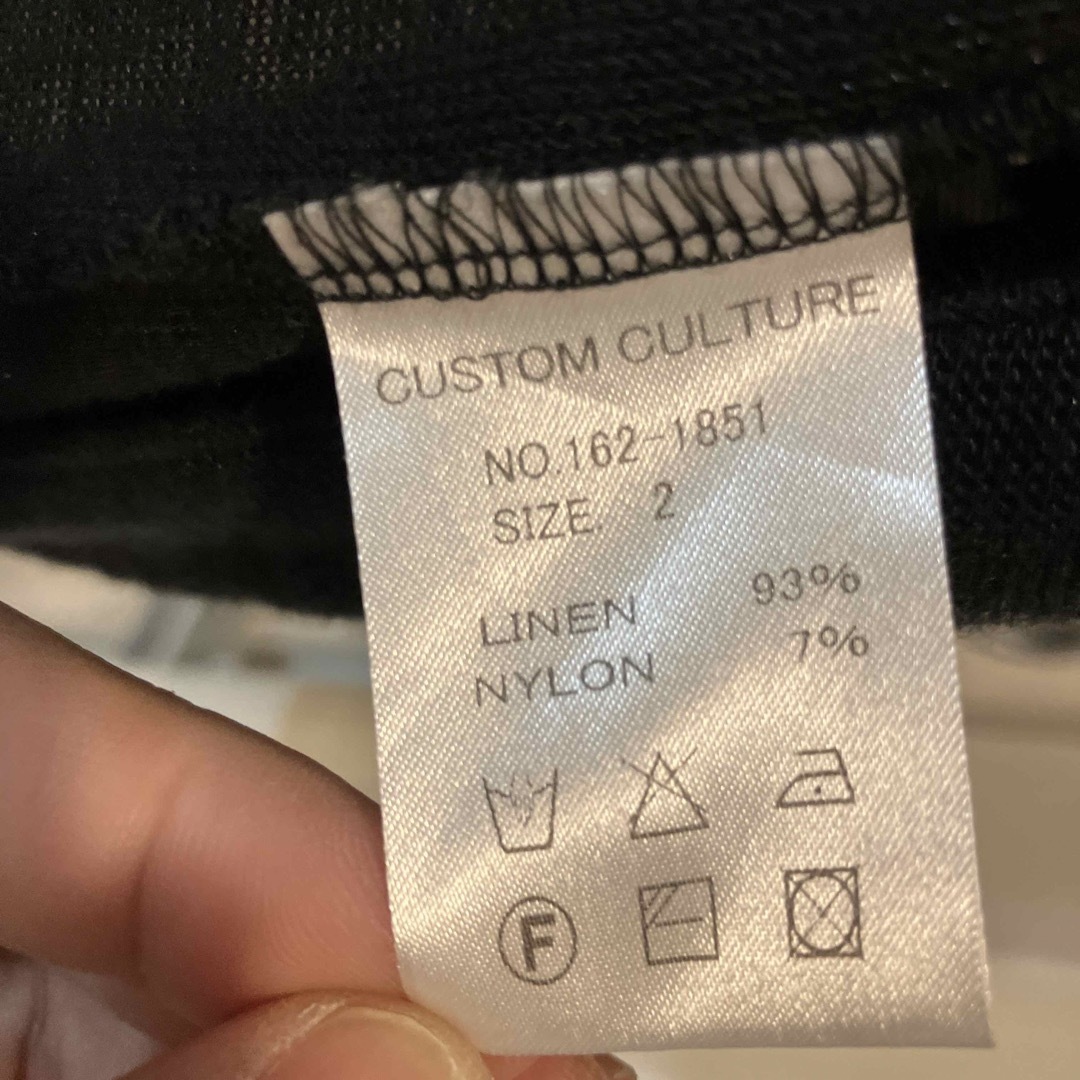 CUSTOM CULTURE
NO.162-1851
SIZE 2
LINEN 93%
NYLON 7%
F